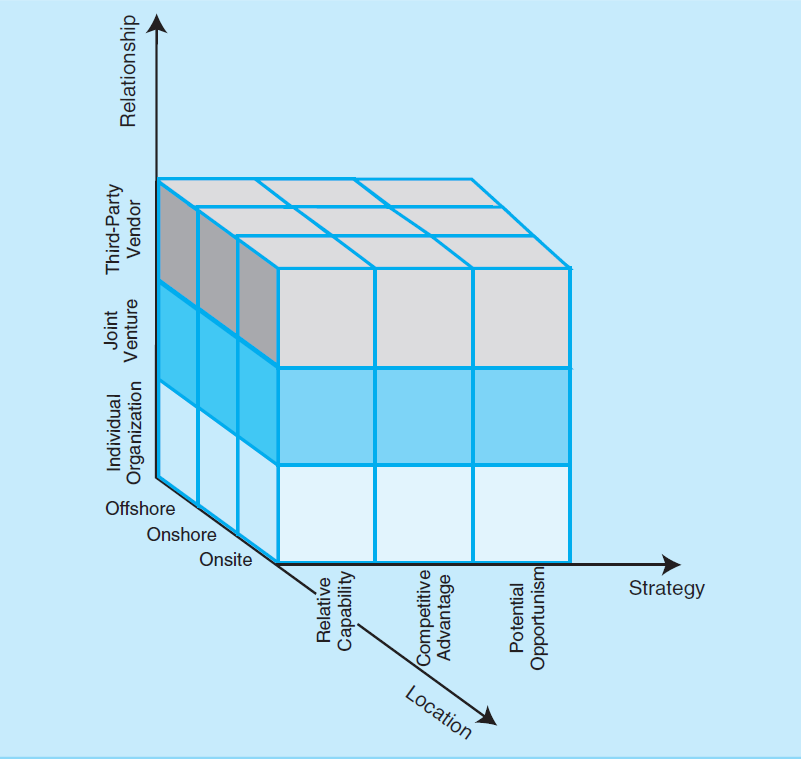 Relationship
Third-Party
Vendor
Joint
Venture
Individual
Organization
Offshore
Onshore
Onsite
Relative
Capability
Competitive
Advantage
Potential
Opportunism
Strategy
Location